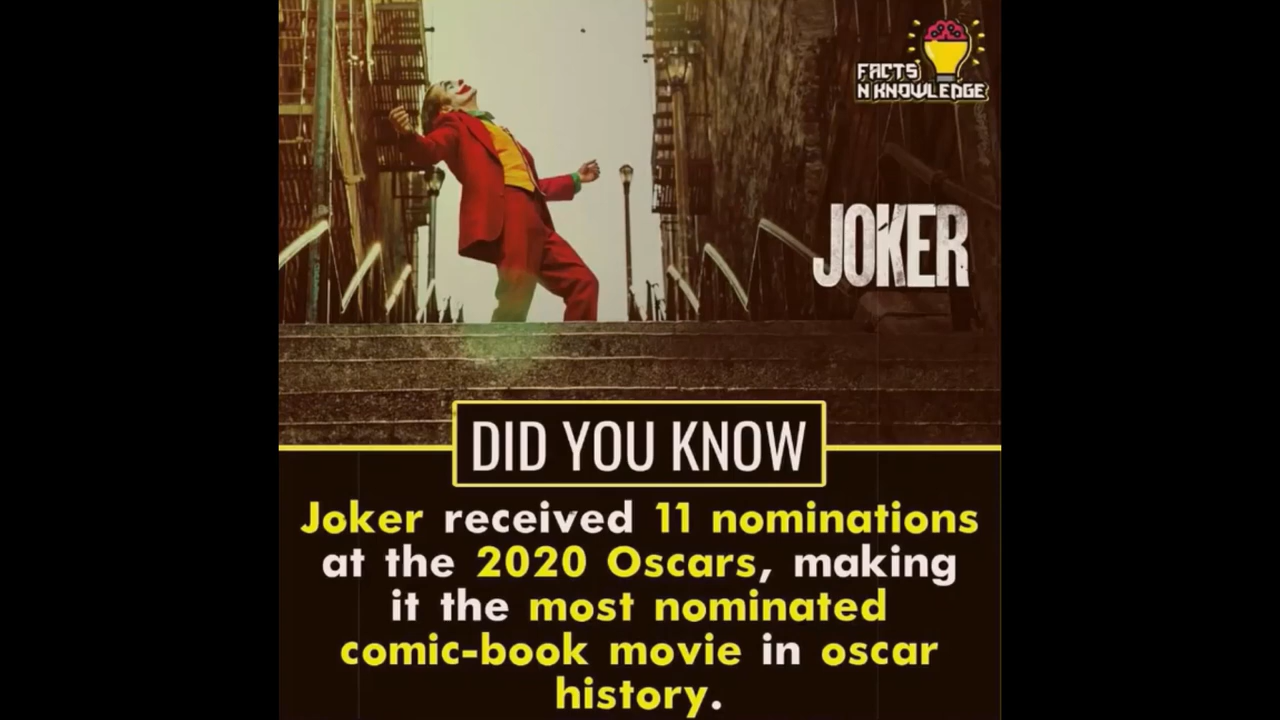 FACTS
N KNOWLEDGE
JOKER
DID YOU KNOW
Joker received 11 nominations
at the 2020 Oscars, making
it the most nominated
comic-book movie in oscar
history.